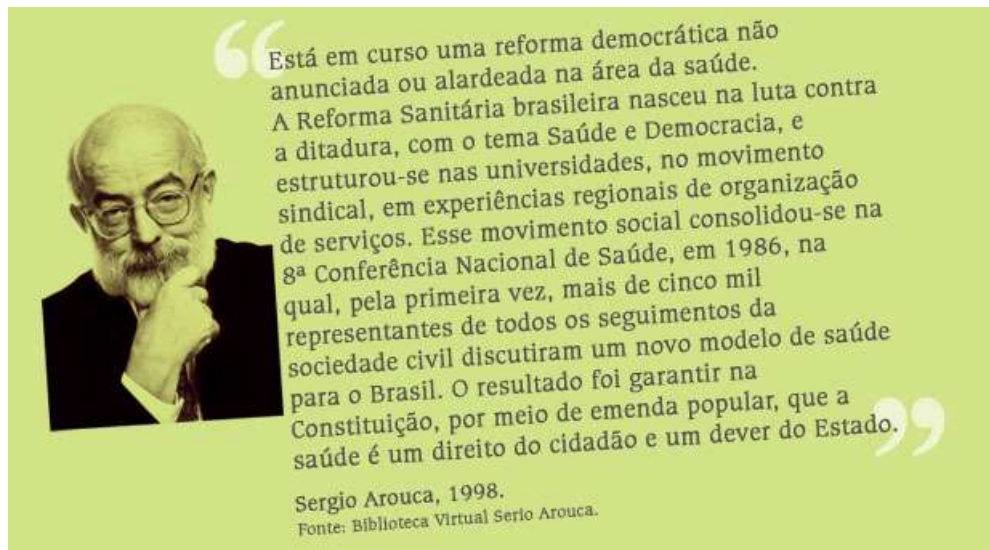 “
Está em curso uma reforma democrática não
anunciada ou alardeada na área da saúde.
A Reforma Sanitária brasileira nasceu na luta contra
a ditadura, com o tema Saúde e Democracia, e
estruturou-se nas universidades, no movimento
sindical, em experiências regionais de organização
de serviços. Esse movimento social consolidou-se na
8ª Conferência Nacional de Saúde, em 1986, na
qual, pela primeira vez, mais de cinco mil
representantes de todos os seguimentos da
sociedade civil discutiram um novo modelo de saúde
para o Brasil. O resultado foi garantir na
Constituição, por meio de emenda popular, que a
saúde é um direito do cidadão e um dever do Estado.
”
Sergio Arouca, 1998.
Fonte: Biblioteca Virtual Serio Arouca.